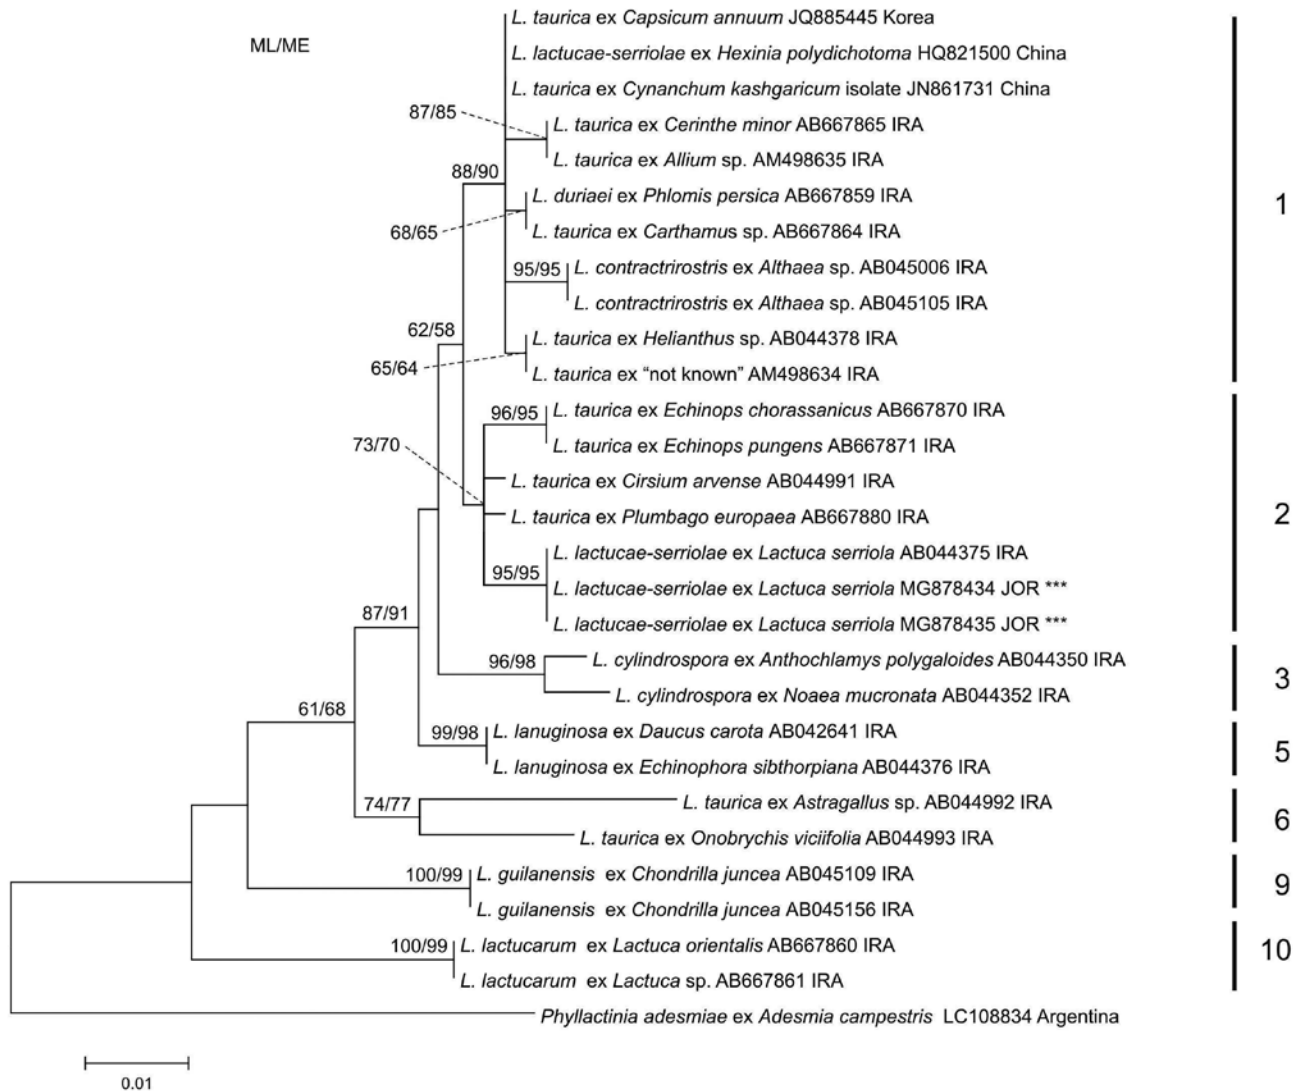 L. taurica ex Capsicum annuum JQ885445 Korea
ML/ME
L. lactucae-serriolae ex Hexinia polydichotoma HQ821500 China
L. taurica ex Cynanchum kashgaricum isolate JN861731 China
87/85
L. taurica ex Cerinthe minor AB667865 IRA
L. taurica ex Allium sp. AM498635 IRA
88/90
L. duriaei ex Phlomis persica AB667859 IRA
1
68/65
L. taurica ex Carthamus sp. AB667864 IRA
95/95
L. contractrirostris ex Althaea sp. AB045006 IRA
L. contractrirostris ex Althaea sp. AB045105 IRA
62/58
L. taurica ex Helianthus sp. AB044378 IRA
65/64
L. taurica ex “not known” AM498634 IRA
96/95
L. taurica ex Echinops chorassanicus AB667870 IRA
73/70
L. taurica ex Echinops pungens AB667871 IRA
L. taurica ex Cirsium arvense AB044991 IRA
L. taurica ex Plumbago europaea AB667880 IRA
2
L. lactucae-serriolae ex Lactuca serriola AB044375 IRA
95/95
L. lactucae-serriolae ex Lactuca serriola MG878434 JOR ***
L. lactucae-serriolae ex Lactuca serriola MG878435 JOR ***
87/91
96/98
L. cylindrospora ex Anthochlamys polygaloides AB044350 IRA
3
L. cylindrospora ex Noaea mucronata AB044352 IRA
61/68
99/98
L. lanuginosa ex Daucus carota AB042641 IRA
5
L. lanuginosa ex Echinophora sibthorpiana AB044376 IRA
74/77
L. taurica ex Astragallus sp. AB044992 IRA
6
L. taurica ex Onobrychis viciifolia AB044993 IRA
100/99
L. guilanensis ex Chondrilla juncea AB045109 IRA
9
L. guilanensis ex Chondrilla juncea AB045156 IRA
100/99
L. lactucarum ex Lactuca orientalis AB667860 IRA
10
L. lactucarum ex Lactuca sp. AB667861 IRA
Phyllactinia adesmiae ex Adesmia campestris LC108834 Argentina
0.01